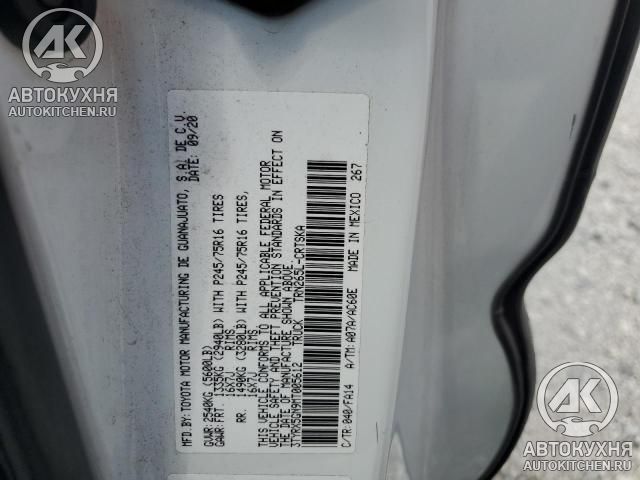 MFD.BY:TOYOTA MOTOR MANUFACTURING DE GUANAJUATO, S.A. DE C.V.
DATE: 09/20
GVWR: 2540KG (5600LB)
GAWR: FRT. 1335KG (2940LB) WITH P245/75R16 TIRES
16X7J RIMS,
RR. 1490KG (3280LB) WITH P245/75R16 TIRES,
16X7J RIMS,
THIS VEHICLE CONFORMS TO ALL APPLICABLE FEDERAL MOTOR
VEHICLE SAFETY AND THEFT PREVENTION STANDARDS IN EFFECT ON
THE DATE OF MANUFACTURE SHOWN ABOVE.
TRUCK TRN265L-CRTSKA
C/TR:040/FA14 A/TM:A07A/AC60E MADE IN MEXICO 267
АК
АВТОКУХНЯ
AUTOKITCHEN.RU
АК
АВТОКУХНЯ
AUTOKITCHEN.RU